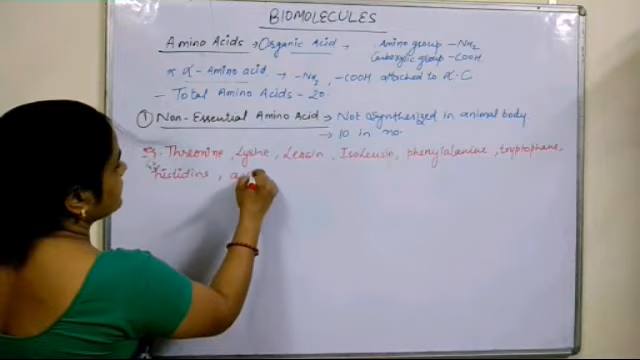 BIOMOLECULES
Amino Acids → Organic Acid → Amino group - NH2
Carboxylic group - COOH
* α - Amino acid → - NH2, - COOH attached to α-C
- Total Amino Acids - 20.
① Non-Essential Amino Acid → Not synthesized in animal body.
→ 10 in no.
Threonine, Lysine, Leucin, Isoleucin, phenylalanine, tryptophane,
histidine,